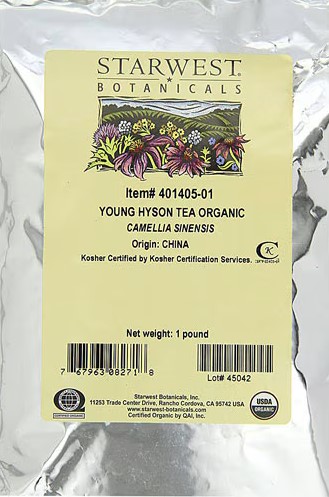 STARWEST®
BOTANICALS
Item# 401405-01
YOUNG HYSON TEA ORGANIC
CAMELLIA SINENSIS
Origin: CHINA
Kosher Certified by Kosher Certification Services.
K
Net weight: 1 pound
7 67963 08271 8
Lot# 45042
Starwest Botanicals, Inc.
11253 Trade Center Drive, Rancho Cordova, CA 95742 USA
www.starwest-botanicals.com
Certified Organic by QAI, Inc.
CERTIFIED ORGANIC
USDA
ORGANIC